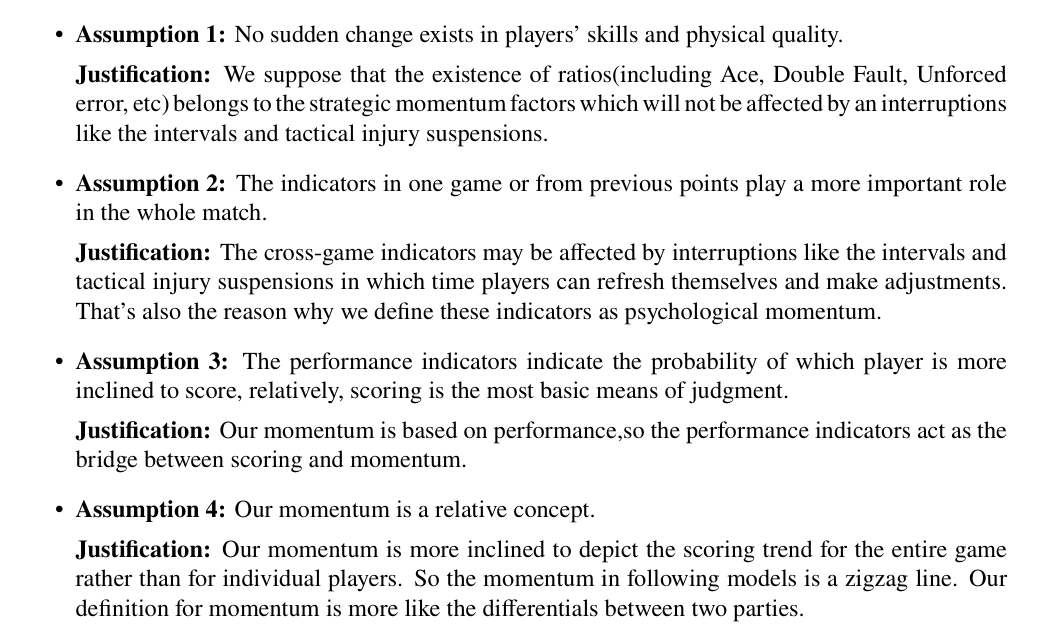 • Assumption 1: No sudden change exists in players’ skills and physical quality.
Justification: We suppose that the existence of ratios(including Ace, Double Fault, Unforced
error, etc) belongs to the strategic momentum factors which will not be affected by an interruptions
like the intervals and tactical injury suspensions.
• Assumption 2: The indicators in one game or from previous points play a more important role
in the whole match.
Justification: The cross-game indicators may be affected by interruptions like the intervals and
tactical injury suspensions in which time players can refresh themselves and make adjustments.
That’s also the reason why we define these indicators as psychological momentum.
• Assumption 3: The performance indicators indicate the probability of which player is more
inclined to score, relatively, scoring is the most basic means of judgment.
Justification: Our momentum is based on performance,so the performance indicators act as the
bridge between scoring and momentum.
• Assumption 4: Our momentum is a relative concept.
Justification: Our momentum is more inclined to depict the scoring trend for the entire game
rather than for individual players. So the momentum in following models is a zigzag line. Our
definition for momentum is more like the differentials between two parties.